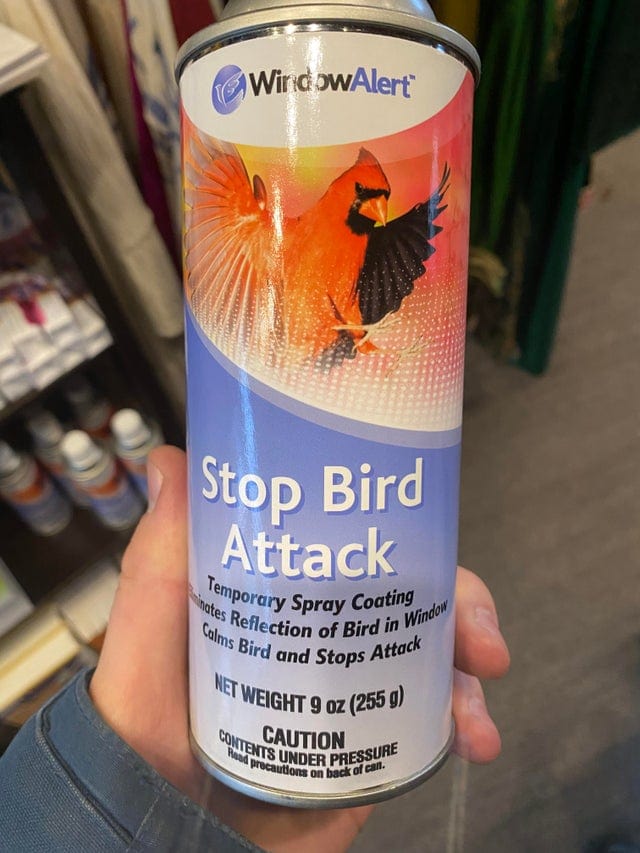 WindowAlert™
Stop Bird
Attack
Temporary Spray Coating
Reflection of Bird in Window
Calms Bird and Stops Attack
NET WEIGHT 9 oz (255 g)
CAUTION
CONTENTS UNDER PRESSURE
Read precautions on back of can.